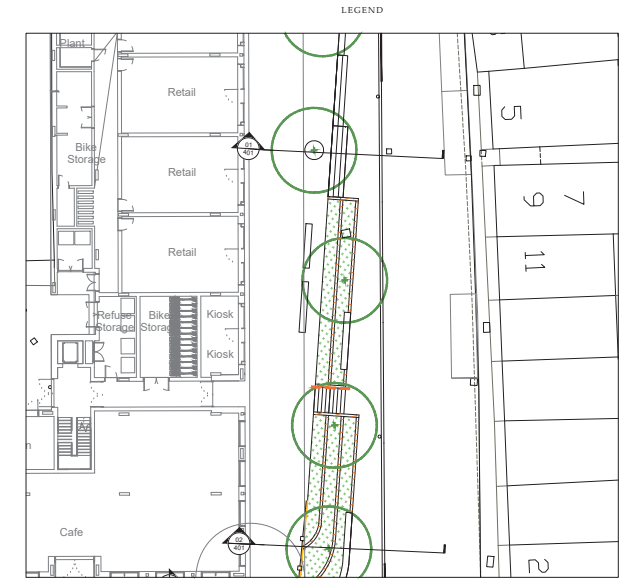 LEGEND
Plant
Retail
5
01
401
Bike
Storage
Retail
9
7
Retail
11
Refuse
Storage
Bike
Storage
Kiosk
Kiosk
Cafe
02
401
2